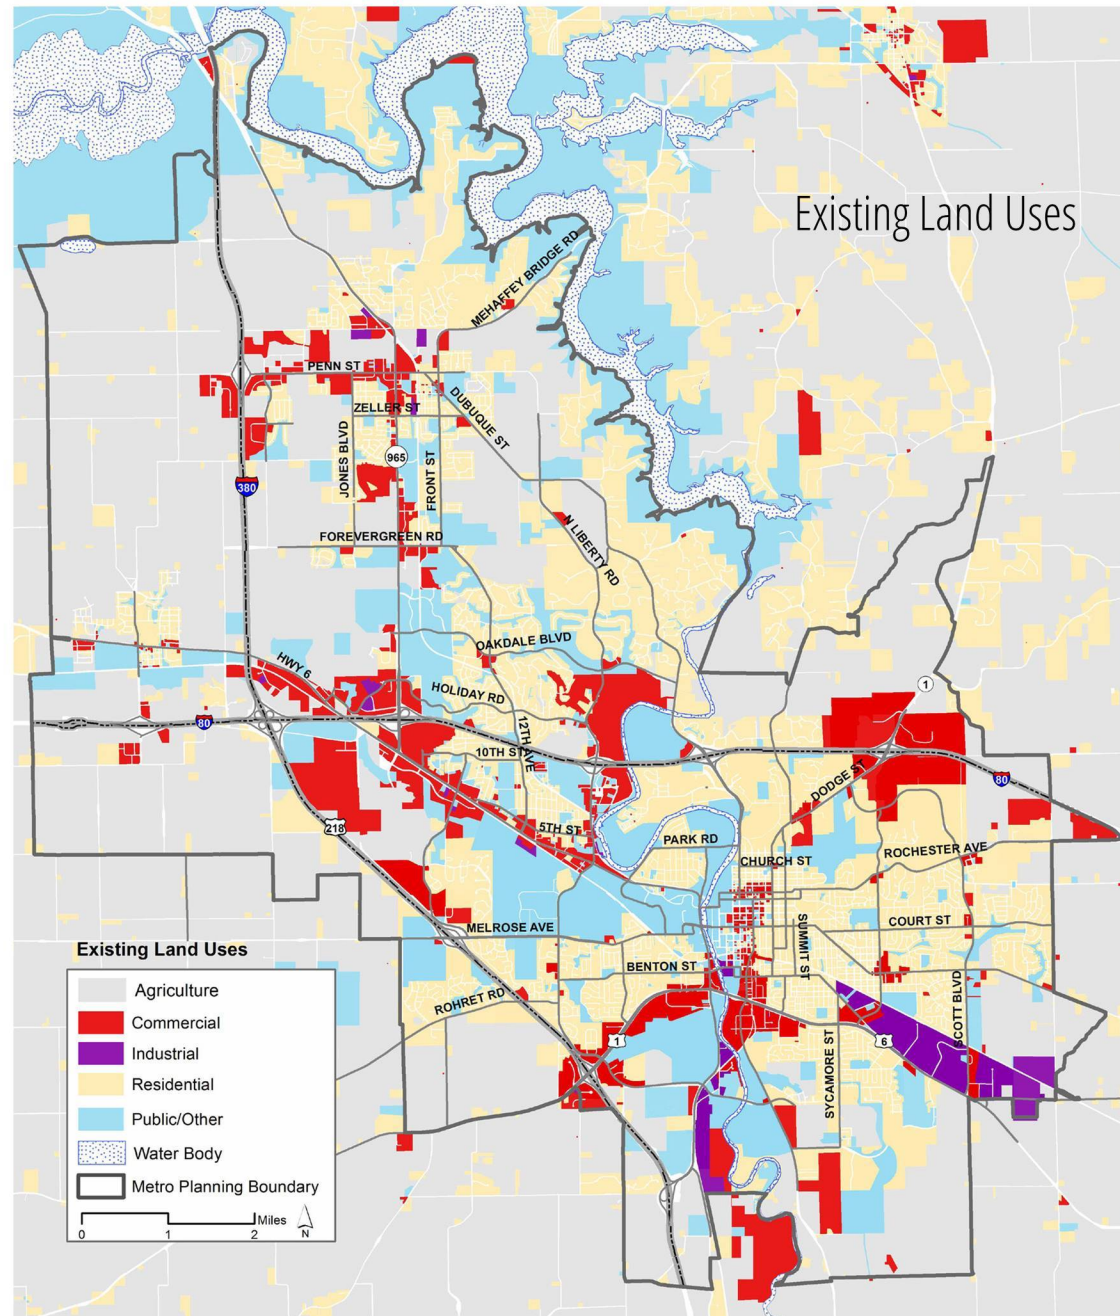 Existing Land Uses
MEHAFFEY BRIDGE RD
PENN ST
ZELLER ST
DUBUQUE ST
JONES BLVD
965
FRONT ST
380
FOREVERGREEN RD
N LIBERTY RD
OAKDALE BLVD
HWY 6
HOLIDAY RD
1
80
12TH AVE
10TH ST
DODGE ST
80
218
5TH ST
PARK RD
CHURCH ST
ROCHESTER AVE
MELROSE AVE
SUMMIT ST
COURT ST
BENTON ST
SCOTT BLVD
ROHRET RD
1
6
SYCAMORE ST
Existing Land Uses
Agriculture
Commercial
Industrial
Residential
Public/Other
Water Body
Metro Planning Boundary
Miles
0 1 2
N